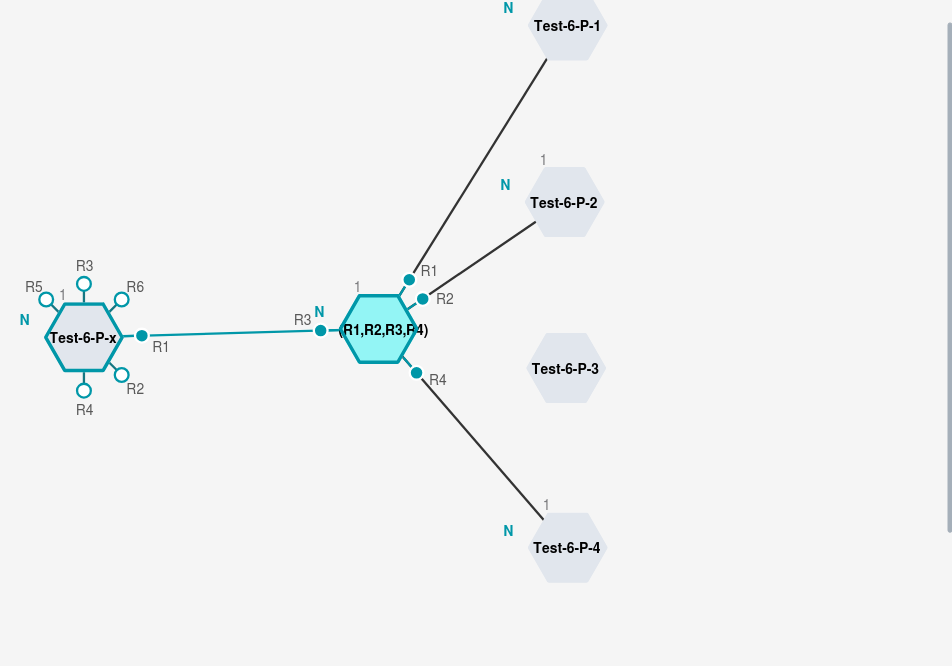 N
Test-6-P-1
1
N
Test-6-P-2
R3
R5
1
R6
N
Test-6-P-x
R1
R4
R2
1
R1
R2
N
R3
(R1,R2,R3,R4)
R4
Test-6-P-3
1
N
Test-6-P-4